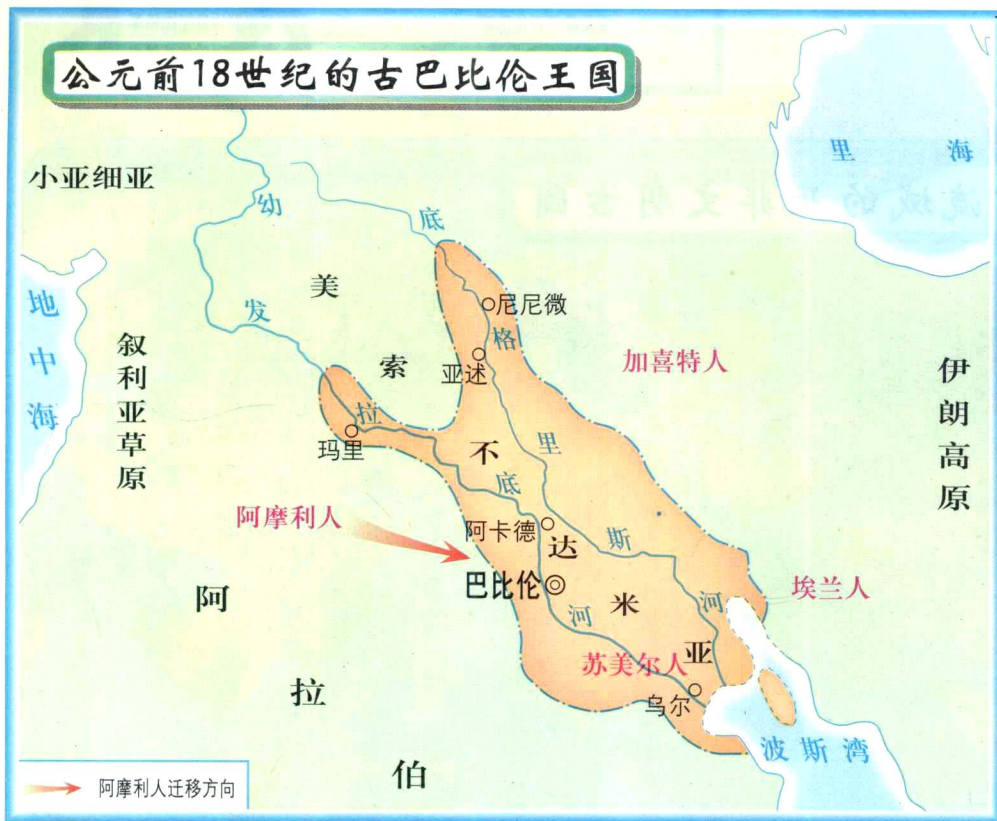 公元前18世纪的古巴比伦王国
里海
小亚细亚
幼发拉底河
底格里斯河
美索不达米亚
地中海
叙利亚草原
尼尼微
亚述
加喜特人
伊朗高原
玛里
阿摩利人
阿卡德
巴比伦
埃兰人
苏美尔人
乌尔
阿拉伯
波斯湾
阿摩利人迁移方向